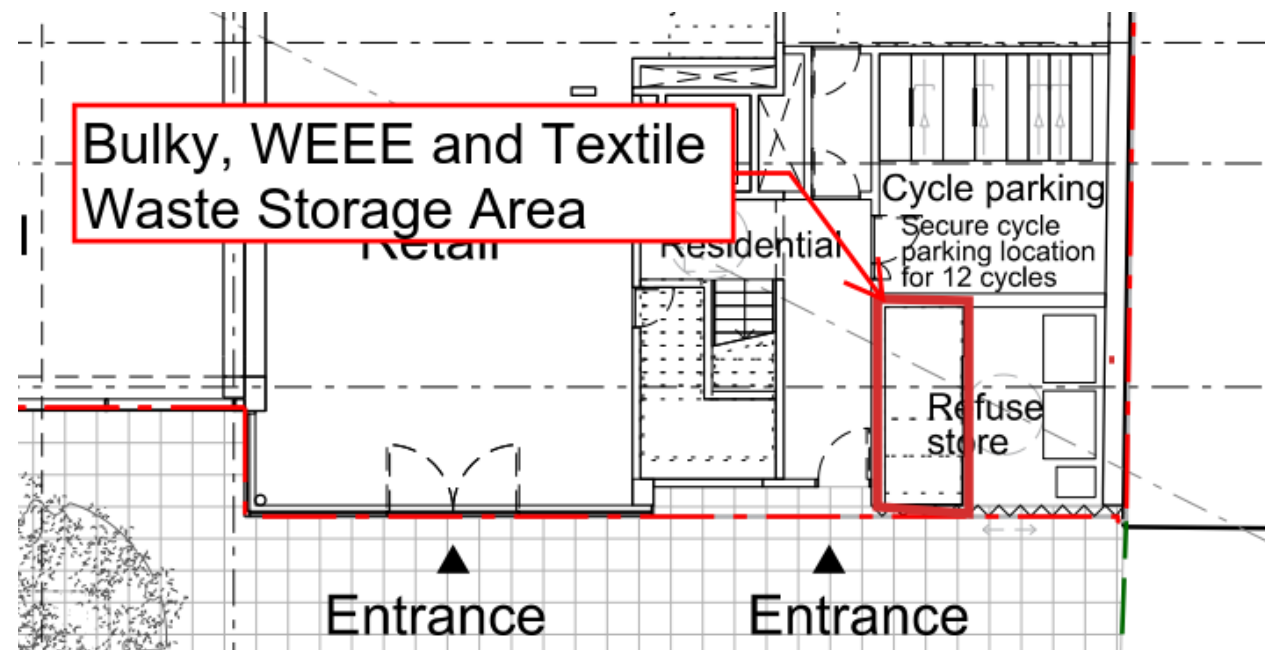 Bulky, WEEE and Textile
Waste Storage Area
Retail
Residential
Cycle parking
Secure cycle
parking location
for 12 cycles
Refuse
store
Entrance
Entrance